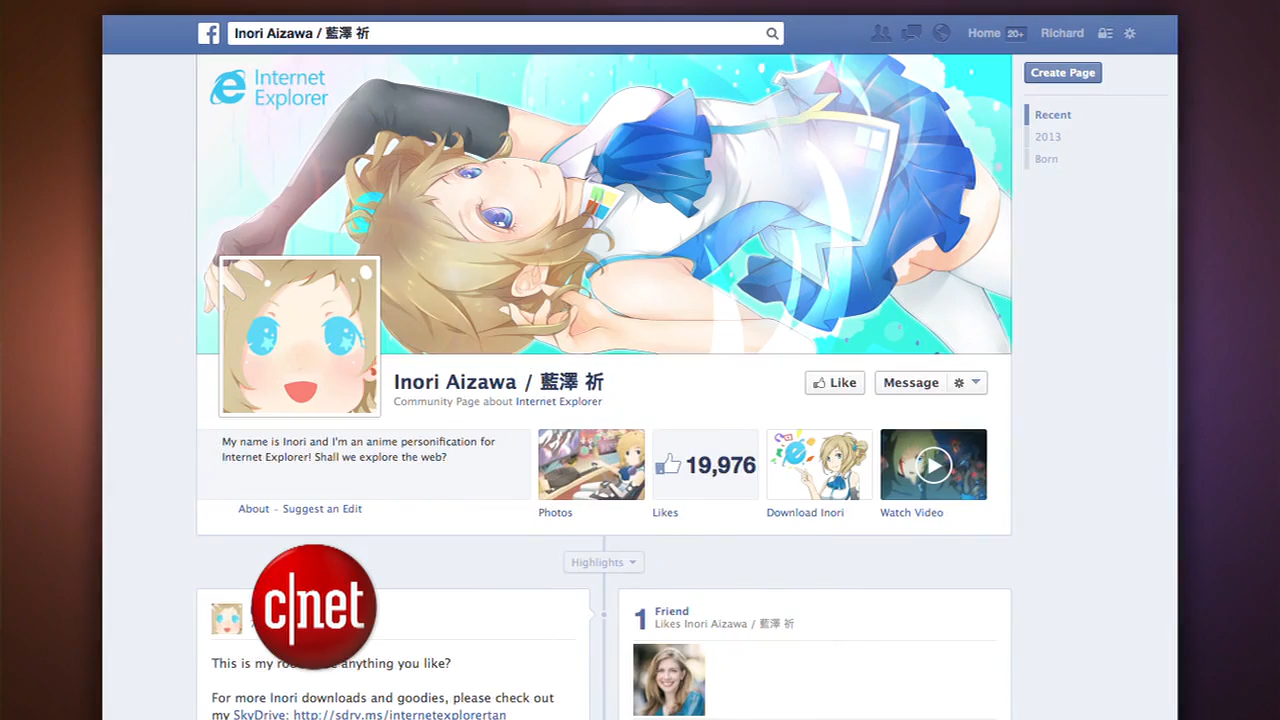 Inori Aizawa / 藍澤 祈
Home 20+ Richard
Internet
Explorer
Create Page
Recent
2013
Born
Inori Aizawa / 藍澤 祈
Community Page about Internet Explorer
Like
Message
My name is Inori and I'm an anime personification for
Internet Explorer! Shall we explore the web?
About - Suggest an Edit
19,976
Photos
Likes
Download Inori
Watch Video
Highlights
c|net
This is my anything you like?
For more Inori downloads and goodies, please check out
my SkyDrive: http://sdrv.ms/internetexplorertan
1 Friend
Likes Inori Aizawa / 藍澤 祈